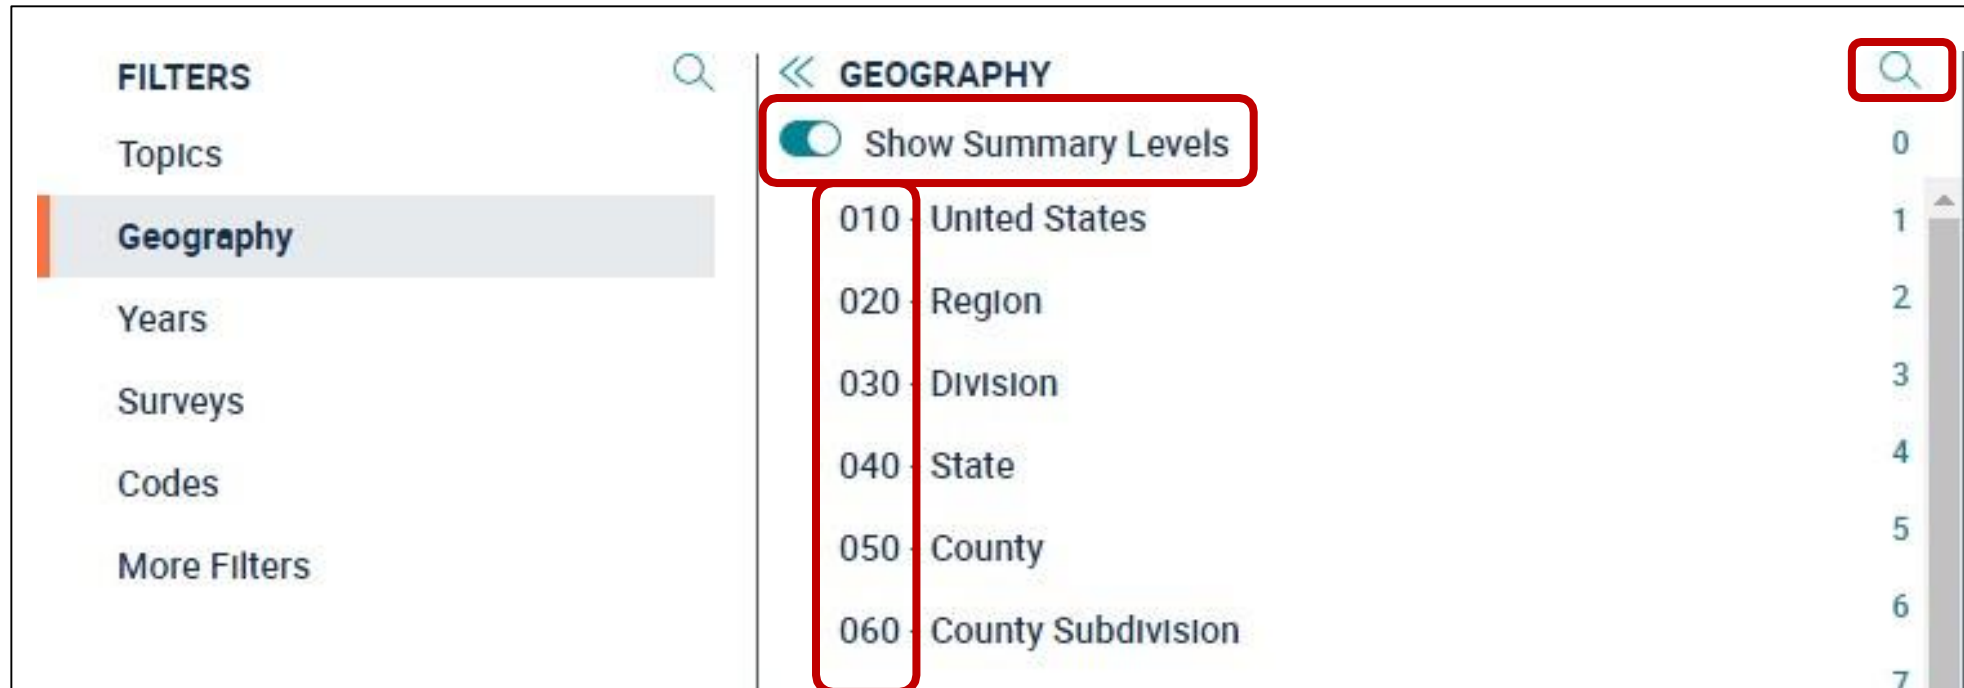 FILTERS
Topics
Geography
Years
Surveys
Codes
More Filters
GEOGRAPHY
Show Summary Levels
010 - United States
020 - Region
030 - Division
040 - State
050 - County
060 - County Subdivision
0
1
2
3
4
5
6
7